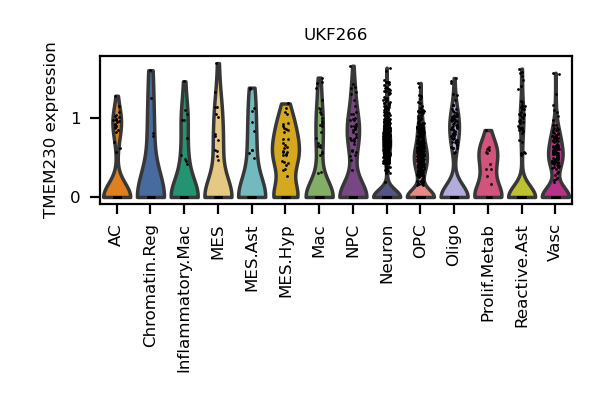 UKF266
TMEM230 expression
1
0
AC
Chromatin.Reg
Inflammatory.Mac
MES
MES.Ast
MES.Hyp
Mac
NPC
Neuron
OPC
Oligo
Prolif.Metab
Reactive.Ast
Vasc